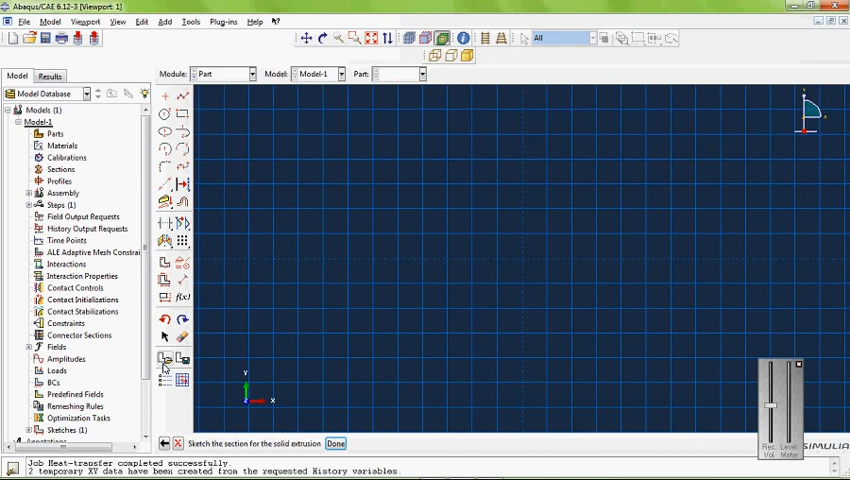 Abaqus/CAE 6.12-3 [Viewport: 1]
File Model Viewport View Edit Add Tools Plug-ins Help
All
Model Results Module: Part Model: Model-1 Part:
Model Database
Models (1)
Model-1
Parts
Materials
Calibrations
Sections
Profiles
Assembly
Steps (1)
Field Output Requests
History Output Requests
Time Points
ALE Adaptive Mesh Constrai
Interactions
Interaction Properties
Contact Controls
Contact Initializations
Contact Stabilizations
Constraints
Connector Sections
Fields
Amplitudes
Loads
BCs
Predefined Fields
Remeshing Rules
Optimization Tasks
Sketches (1)
f(x)
Y
X
Z
Rec. Vol Level Meter
Sketch the section for the solid extrusion Done
SIMULIA
Job Heat-transfer completed successfully.
2 temporary XY data have been created from the requested History variables.